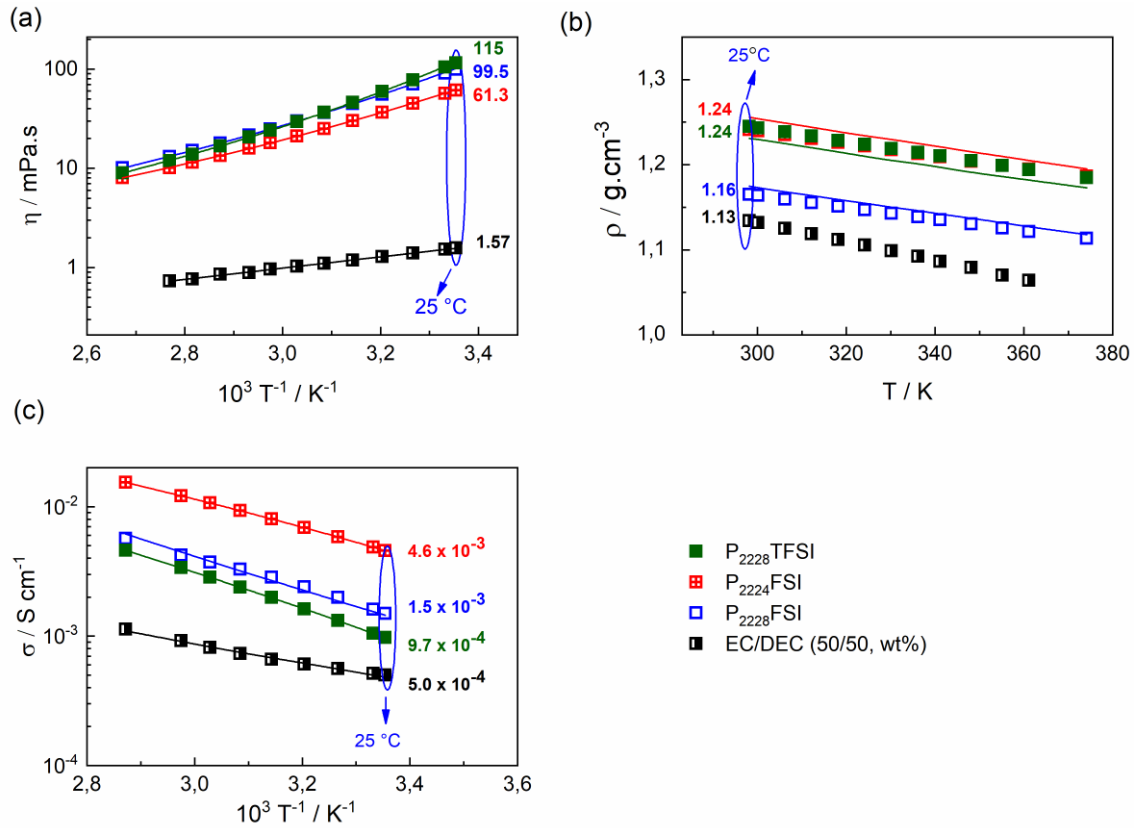 (a)
η / mPa.s
100
10
1
115
99.5
61.3
1.57
25 °C
2,6 2,8 3,0 3,2 3,4
10³ T⁻¹ / K⁻¹
(b)
ρ / g.cm⁻³
1,3
1,2
1,1
1,0
25°C
1.24
1.24
1.16
1.13
300 320 340 360 380
T / K
(c)
σ / S cm⁻¹
10⁻²
10⁻³
10⁻⁴
4.6 x 10⁻³
1.5 x 10⁻³
9.7 x 10⁻⁴
5.0 x 10⁻⁴
25 °C
2,8 3,0 3,2 3,4 3,6
10³ T⁻¹ / K⁻¹
P₂₂₂₈TFSI
P₂₂₂₄FSI
P₂₂₂₈FSI
EC/DEC (50/50, wt%)